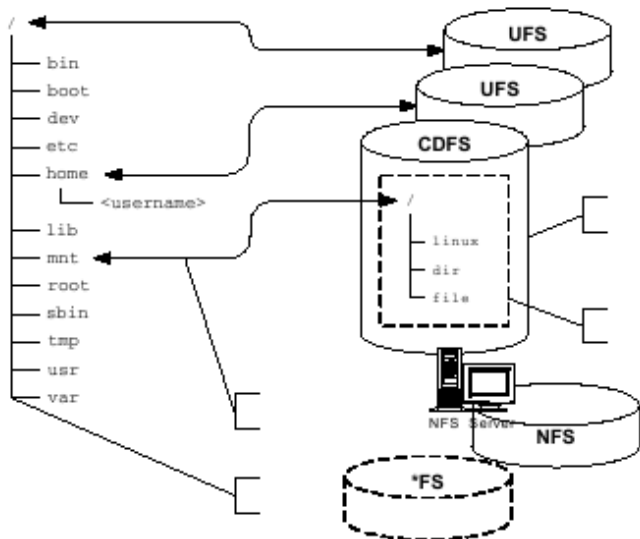 /
UFS
bin
boot
UFS
dev
etc
CDFS
home
<username>
/
lib
linux
mnt
dir
root
file
sbin
tmp
usr
var
NFS Server
NFS
*FS